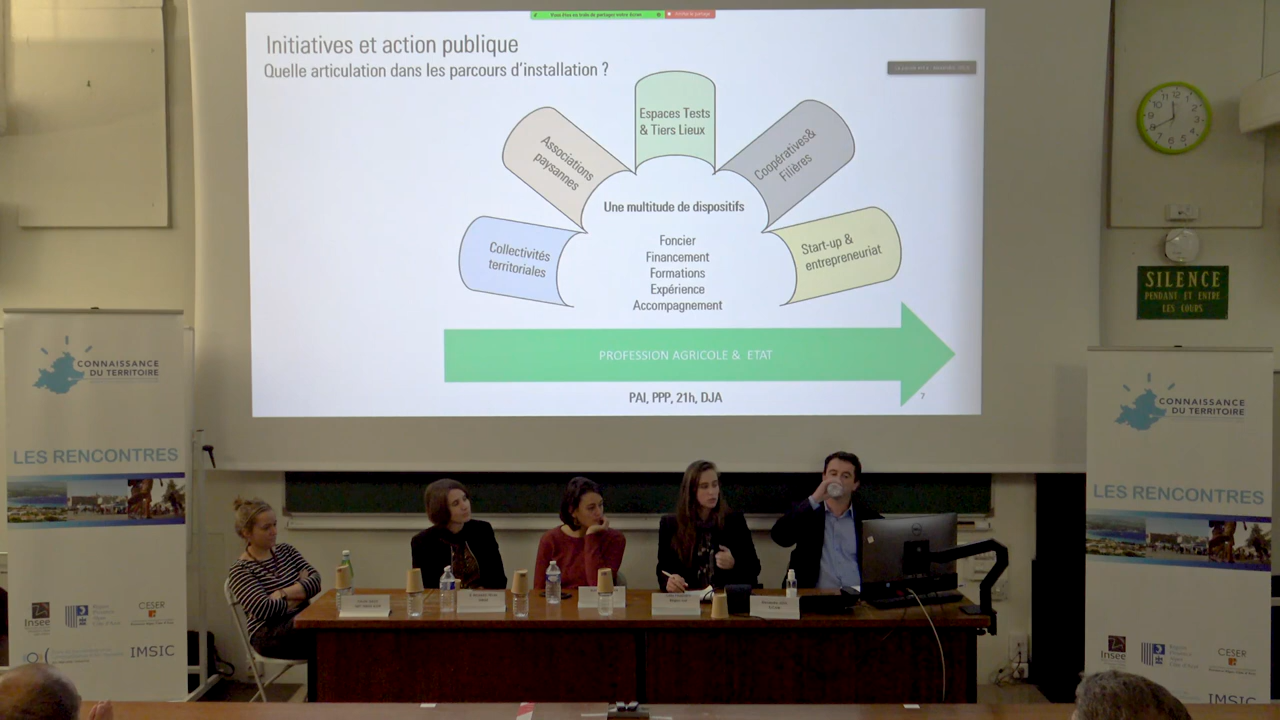 Initiatives et action publique
Quelle articulation dans les parcours d'installation ?
Espaces Tests
& Tiers Lieux
Associations
paysannes
Coopératives&
Filières
Collectivités
territoriales
Start-up &
entrepreneuriat
Une multitude de dispositifs
Foncier
Financement
Formations
Expérience
Accompagnement
PROFESSION AGRICOLE & ETAT
PAI, PPP, 21h, DJA
7
SILENCE
PENDANT ET ENTRE
LES COURS
CONNAISSANCE
DU TERRITOIRE
LES RENCONTRES
Insee
CESER
IMSIC
CONNAISSANCE
DU TERRITOIRE
LES RENCONTRES
Insee
CESER
IMSIC
DELL